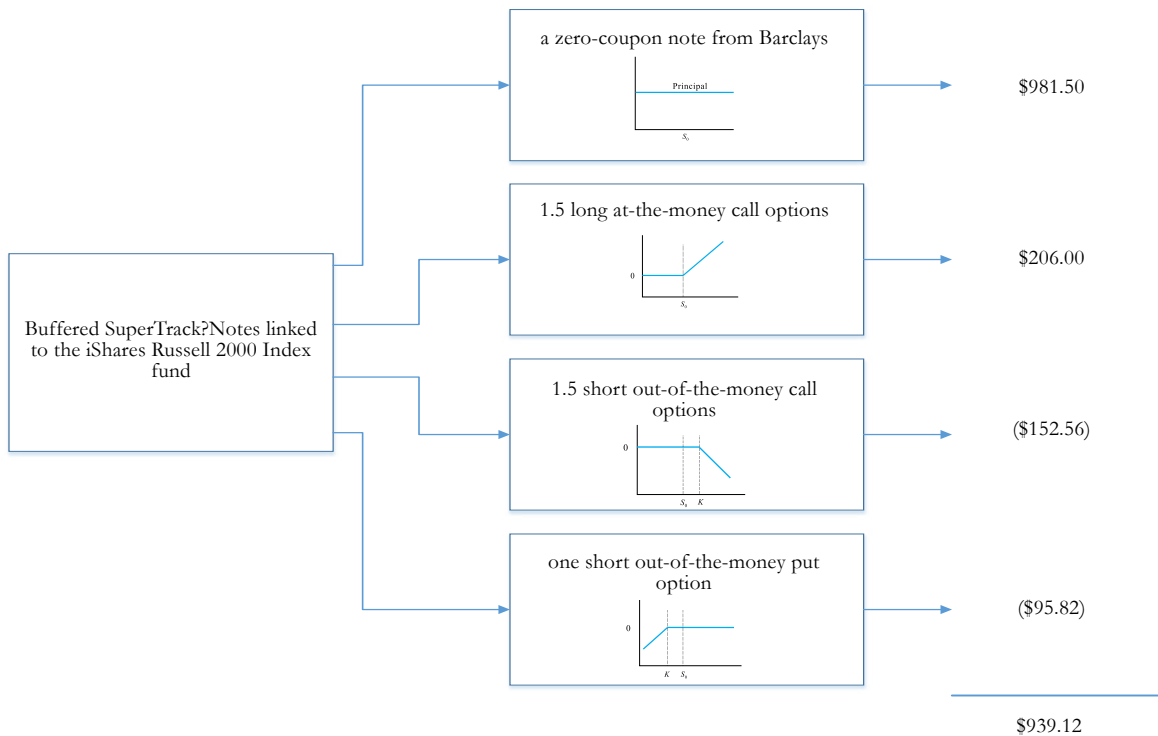 a zero-coupon note from Barclays
Principal
S₀
$981.50
1.5 long at-the-money call options
0
S₀
$206.00
Buffered SuperTrack?Notes linked
to the iShares Russell 2000 Index
fund
1.5 short out-of-the-money call
options
0
S₀ K
($152.56)
one short out-of-the-money put
option
0
K S₀
($95.82)
$939.12